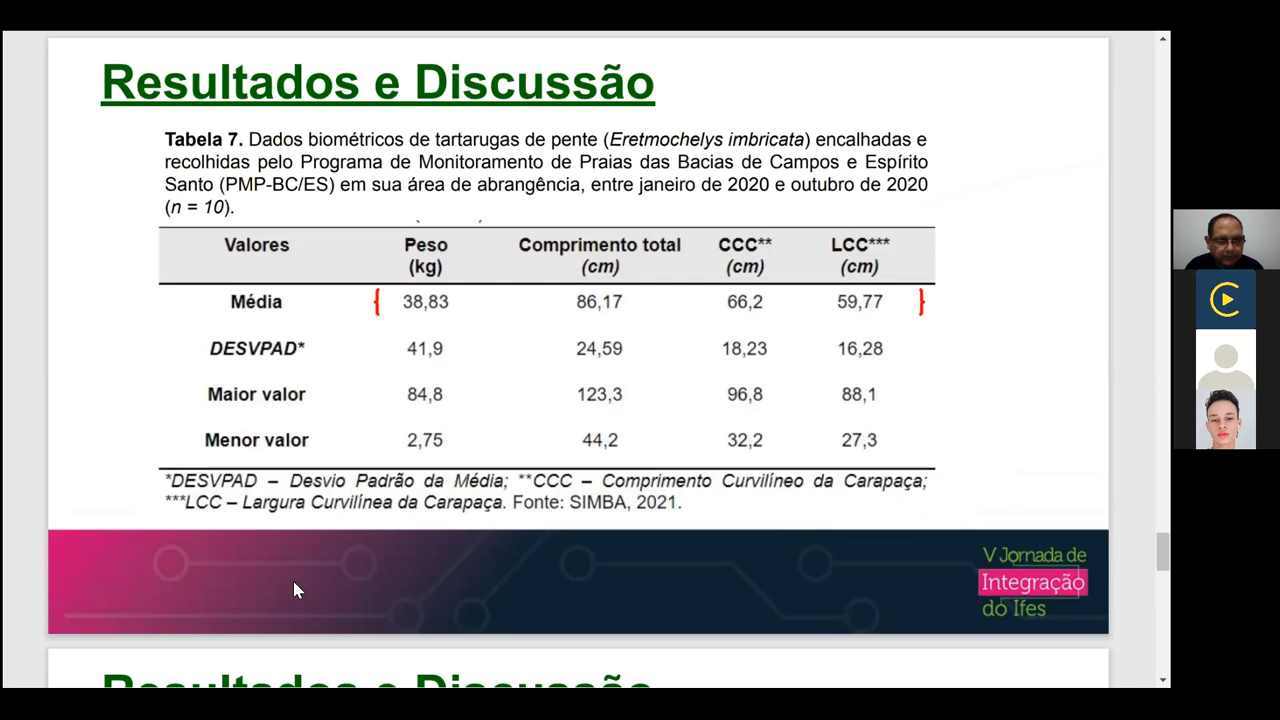 Resultados e Discussão
Tabela 7. Dados biométricos de tartarugas de pente (Eretmochelys imbricata) encalhadas e
recolhidas pelo Programa de Monitoramento de Praias das Bacias de Campos e Espírito
Santo (PMP-BC/ES) em sua área de abrangência, entre janeiro de 2020 e outubro de 2020
(n = 10).
Valores Peso (kg) Comprimento total (cm) CCC** (cm) LCC*** (cm)
Média 38,83 86,17 66,2 59,77
DESVPAD* 41,9 24,59 18,23 16,28
Maior valor 84,8 123,3 96,8 88,1
Menor valor 2,75 44,2 32,2 27,3
*DESVPAD – Desvio Padrão da Média; **CCC – Comprimento Curvilíneo da Carapaça;
***LCC – Largura Curvilínea da Carapaça. Fonte: SIMBA, 2021.
V Jornada de
Integração
do Ifes
Resultados e Discussão